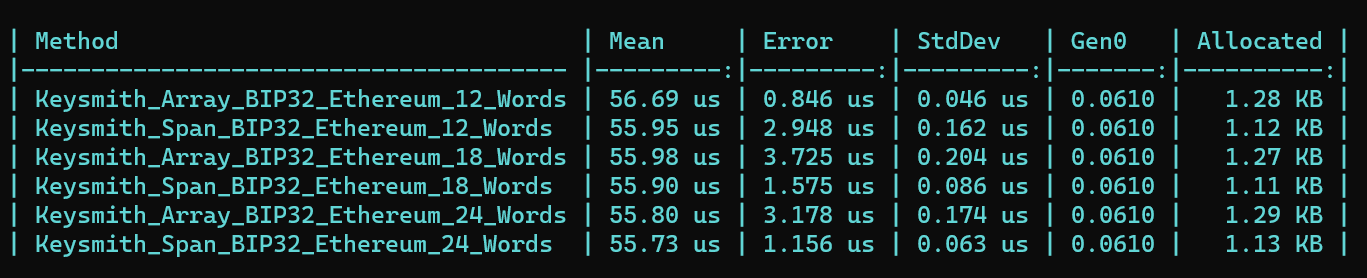 | Method                                | Mean     | Error    | StdDev   | Gen0   | Allocated |
|-------------------------------------- |---------:|---------:|---------:|-------:|----------:|
| Keysmith_Array_BIP32_Ethereum_12_Words | 56.69 us | 0.846 us | 0.046 us | 0.0610 |   1.28 KB |
| Keysmith_Span_BIP32_Ethereum_12_Words  | 55.95 us | 2.948 us | 0.162 us | 0.0610 |   1.12 KB |
| Keysmith_Array_BIP32_Ethereum_18_Words | 55.98 us | 3.725 us | 0.204 us | 0.0610 |   1.27 KB |
| Keysmith_Span_BIP32_Ethereum_18_Words  | 55.90 us | 1.575 us | 0.086 us | 0.0610 |   1.11 KB |
| Keysmith_Array_BIP32_Ethereum_24_Words | 55.80 us | 3.178 us | 0.174 us | 0.0610 |   1.29 KB |
| Keysmith_Span_BIP32_Ethereum_24_Words  | 55.73 us | 1.156 us | 0.063 us | 0.0610 |   1.13 KB |